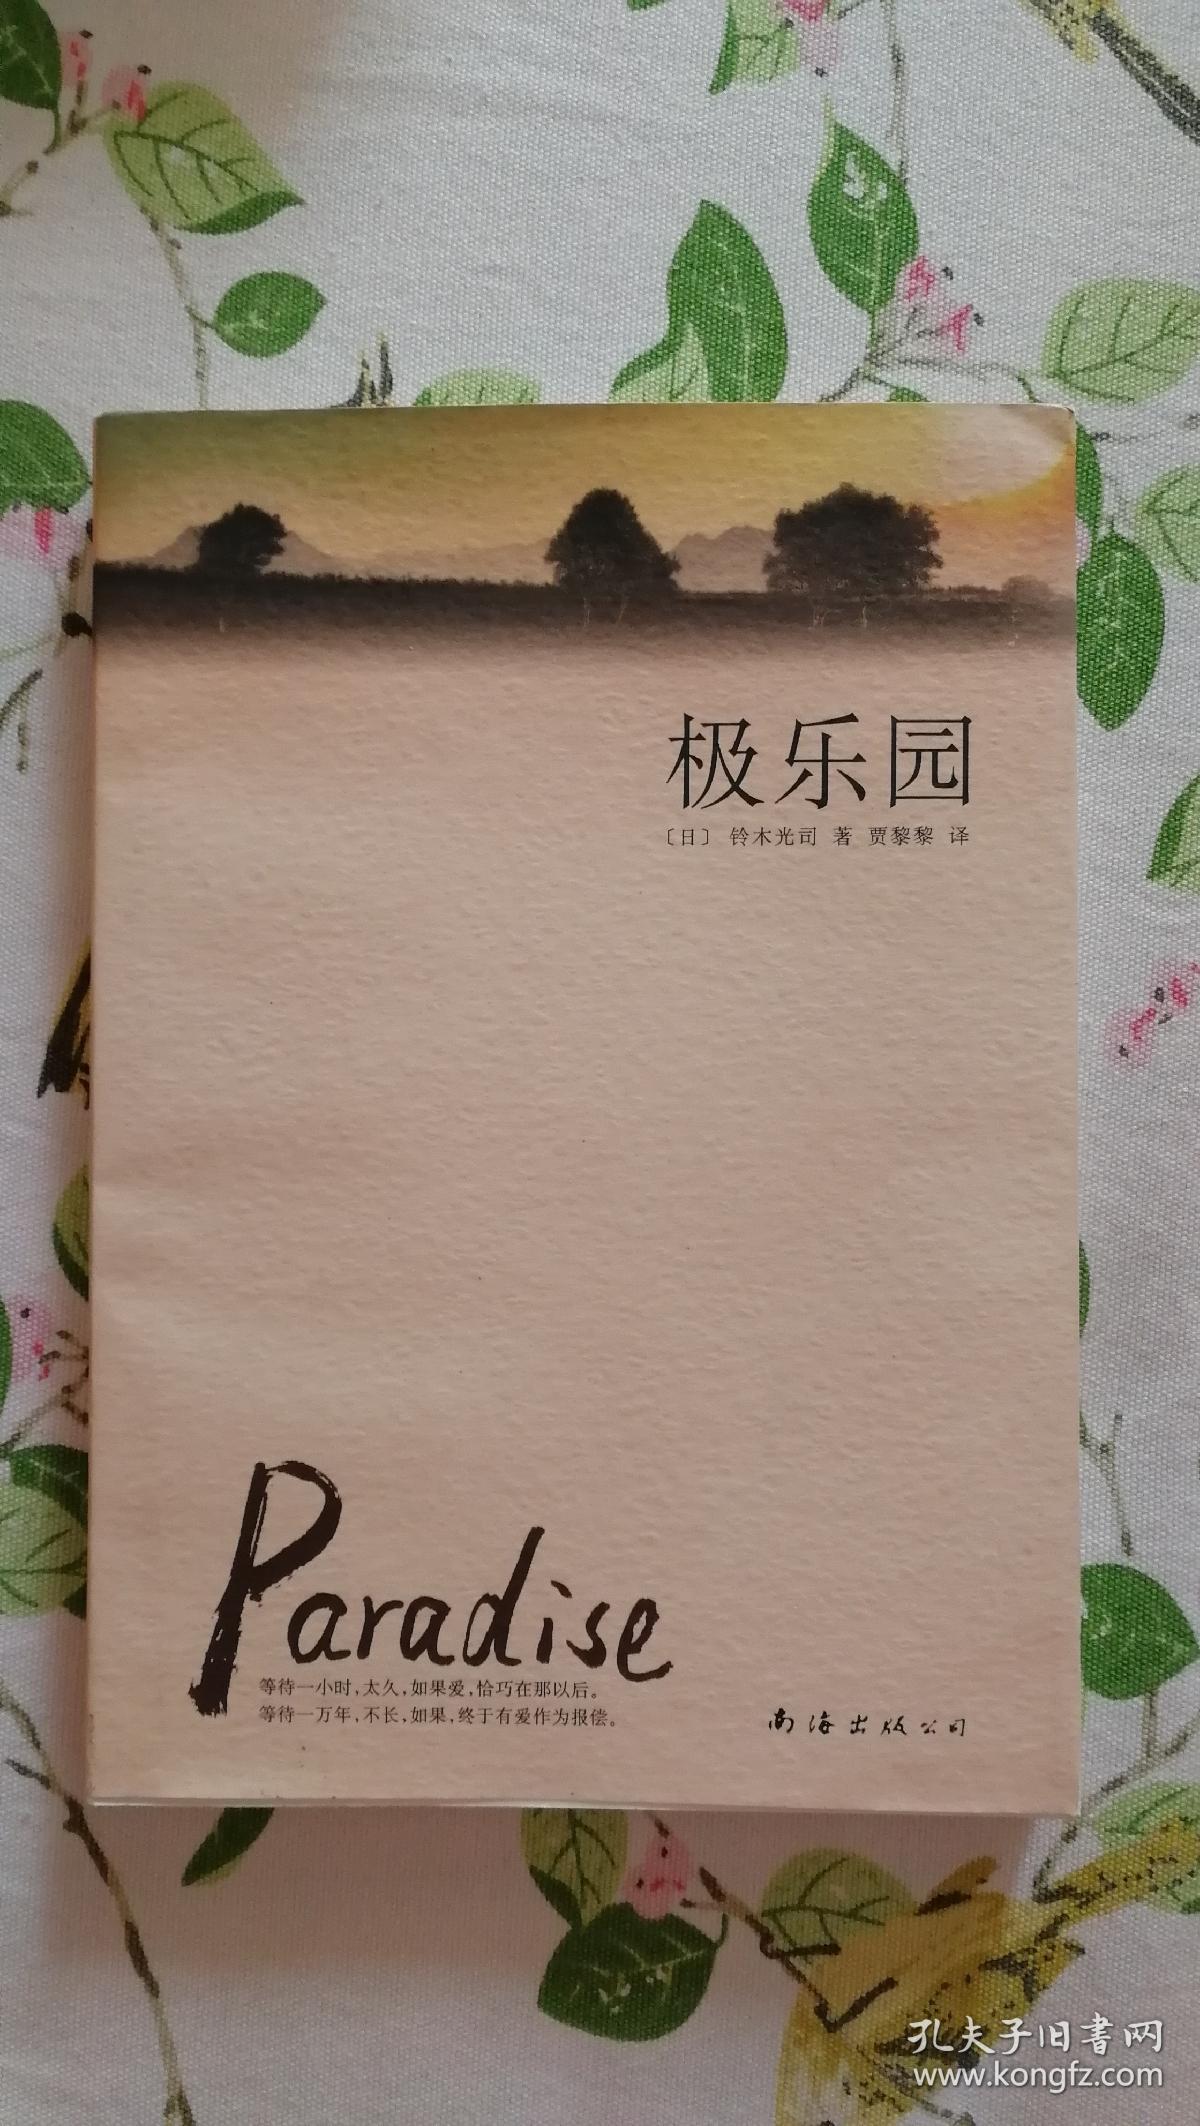 极乐园
〔日〕 铃木光司 著 贾黎黎 译
Paradise
等待一小时,太久,如果爱,恰巧在那以后。
等待一万年,不长,如果,终于有爱作为报偿。
南海出版公司
孔夫子旧書网
www.kongfz.com